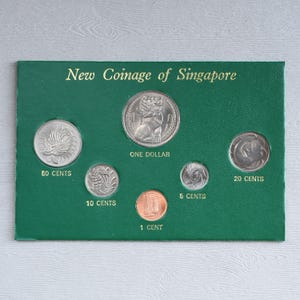 New Coinage of Singapore
ONE DOLLAR
50 CENTS
20 CENTS
10 CENTS
5 CENTS
1 CENT